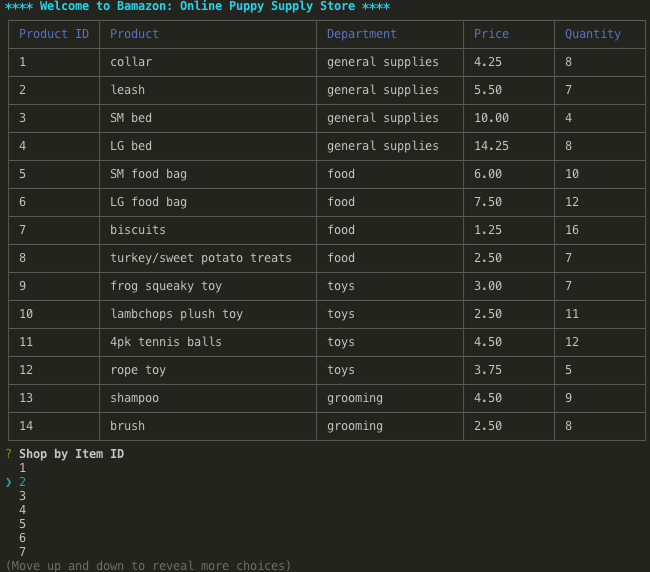 **** Welcome to Bamazon: Online Puppy Supply Store ****
Product ID Product Department Price Quantity
1 collar general supplies 4.25 8
2 leash general supplies 5.50 7
3 SM bed general supplies 10.00 4
4 LG bed general supplies 14.25 8
5 SM food bag food 6.00 10
6 LG food bag food 7.50 12
7 biscuits food 1.25 16
8 turkey/sweet potato treats food 2.50 7
9 frog squeaky toy toys 3.00 7
10 lambchops plush toy toys 2.50 11
11 4pk tennis balls toys 4.50 12
12 rope toy toys 3.75 5
13 shampoo grooming 4.50 9
14 brush grooming 2.50 8
? Shop by Item ID
1
❯ 2
3
4
5
6
7
(Move up and down to reveal more choices)